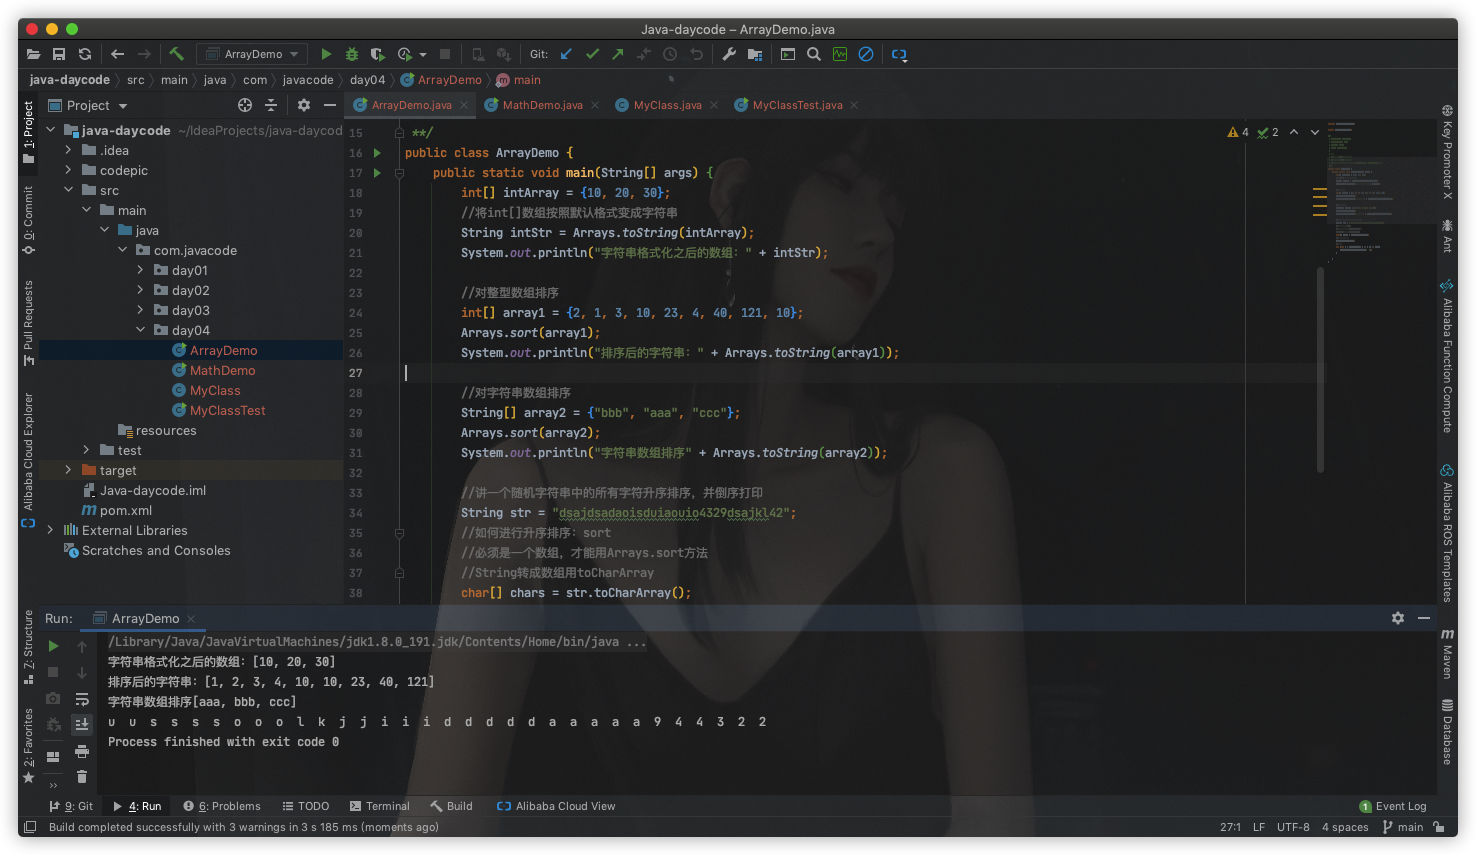 Java-daycode – ArrayDemo.java
ArrayDemo Git:
java-daycode src main java com javacode day04 ArrayDemo m main
Project
ArrayDemo.java MathDemo.java MyClass.java MyClassTest.java
1: Project
0: Commit
Pull Requests
Alibaba Cloud Explorer
7: Structure
2: Favorites
java-daycode ~/IdeaProjects/java-daycod
.idea
codepic
src
main
java
com.javacode
day01
day02
day03
day04
ArrayDemo
MathDemo
MyClass
MyClassTest
resources
test
target
Java-daycode.iml
m pom.xml
External Libraries
Scratches and Consoles
4 2
15 **/
16 public class ArrayDemo {
17 public static void main(String[] args) {
18 int[] intArray = {10, 20, 30};
19 //将int[]数组按照默认格式变成字符串
20 String intStr = Arrays.toString(intArray);
21 System.out.println("字符串格式化之后的数组：" + intStr);
22
23 //对整型数组排序
24 int[] array1 = {2, 1, 3, 10, 23, 4, 40, 121, 10};
25 Arrays.sort(array1);
26 System.out.println("排序后的字符串：" + Arrays.toString(array1));
27
28 //对字符串数组排序
29 String[] array2 = {"bbb", "aaa", "ccc"};
30 Arrays.sort(array2);
31 System.out.println("字符串数组排序" + Arrays.toString(array2));
32
33 //讲一个随机字符串中的所有字符升序排序，并倒序打印
34 String str = "dsajdsadaoisduiaouio4329dsajkl42";
35 //如何进行升序排序：sort
36 //必须是一个数组，才能用Arrays.sort方法
37 //String转成数组用toCharArray
38 char[] chars = str.toCharArray();
Key Promoter X
Ant
Alibaba Function Compute
Alibaba ROS Templates
m Maven
Database
Run: ArrayDemo
/Library/Java/JavaVirtualMachines/jdk1.8.0_191.jdk/Contents/Home/bin/java ...
字符串格式化之后的数组：[10, 20, 30]
排序后的字符串：[1, 2, 3, 4, 10, 10, 23, 40, 121]
字符串数组排序[aaa, bbb, ccc]
u u s s s s o o o l k j j i i i d d d d d a a a a a 9 4 4 3 2 2
Process finished with exit code 0
9: Git 4: Run 6: Problems TODO Terminal Build Alibaba Cloud View 1 Event Log
Build completed successfully with 3 warnings in 3 s 185 ms (moments ago) 27:1 LF UTF-8 4 spaces main